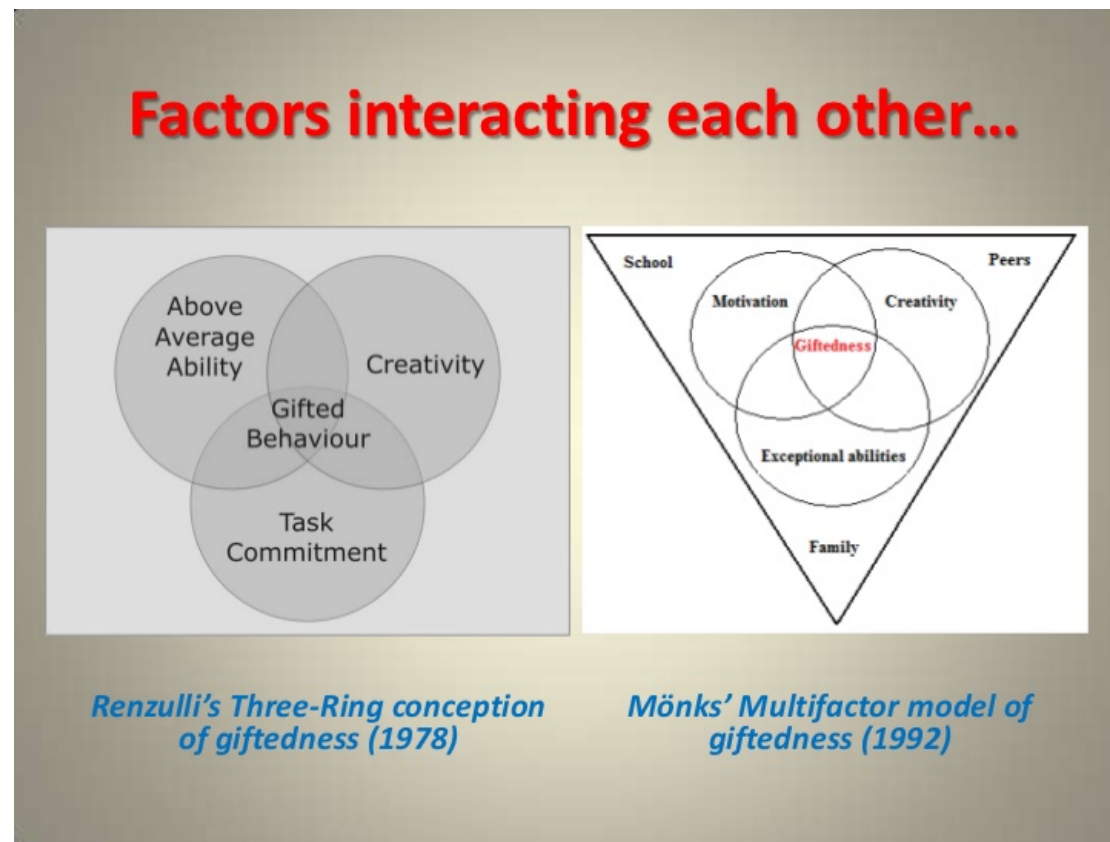 Factors interacting each other...
Above
Average
Ability
Creativity
Gifted
Behaviour
Task
Commitment
School
Peers
Motivation
Creativity
Giftedness
Exceptional abilities
Family
Renzulli's Three-Ring conception
of giftedness (1978)
Mönks' Multifactor model of
giftedness (1992)